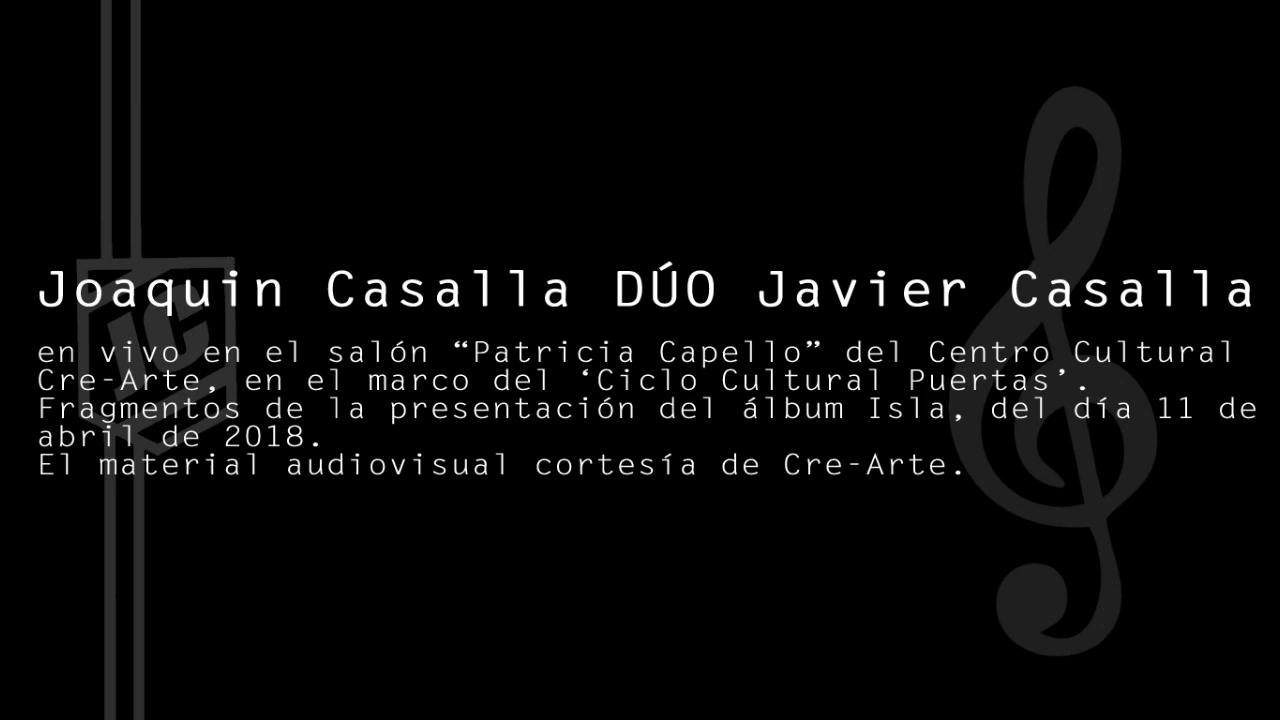 Joaquin Casalla DÚO Javier Casalla
en vivo en el salón “Patricia Capello” del Centro Cultural
Cre-Arte, en el marco del ‘Ciclo Cultural Puertas’.
Fragmentos de la presentación del álbum Isla, del día 11 de
abril de 2018.
El material audiovisual cortesía de Cre-Arte.
JC